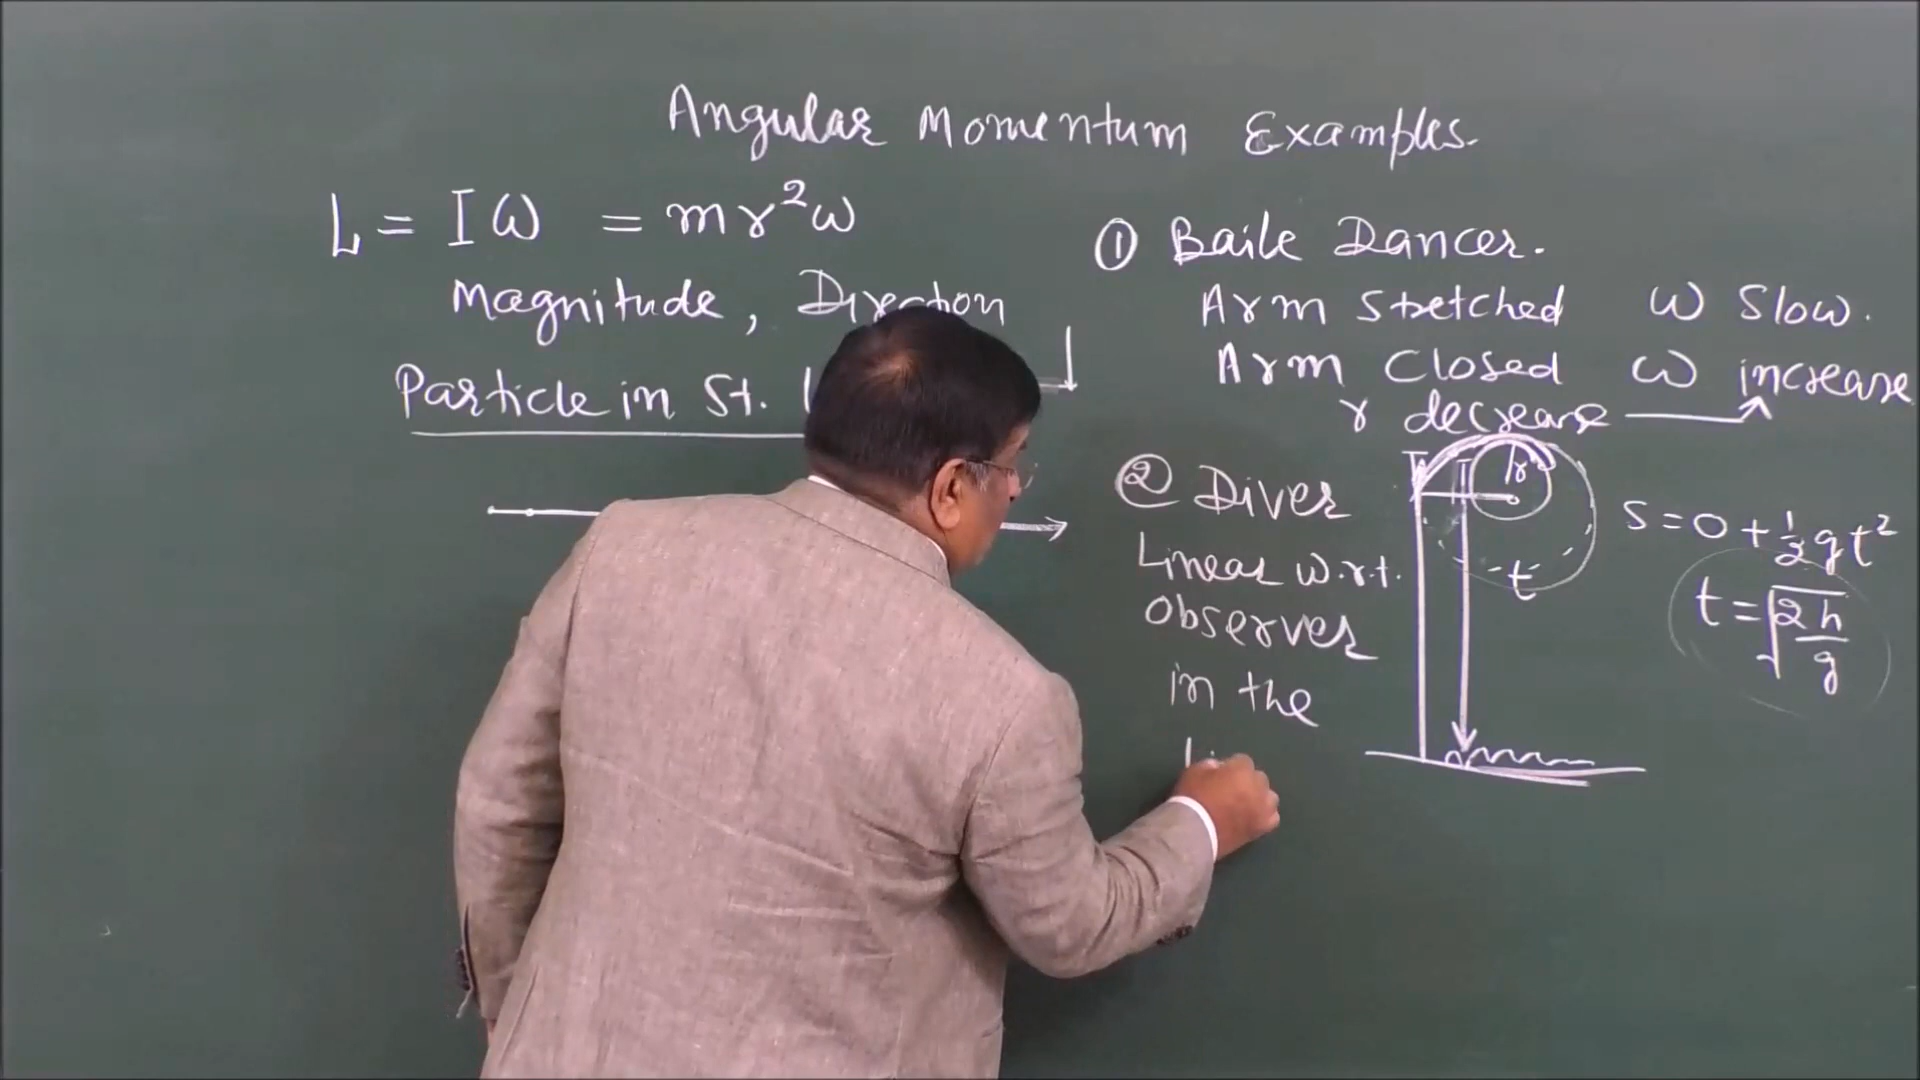 Angular Momentum Examples.
L = Iω = mr²ω
Magnitude, Direction
Particle in St.
① Baile Dancer.
Arm Stretched ω Slow.
Arm Closed ω increase
r decrease
② Diver
Linear w.r.t.
Observer
in the
r
t
S = 0 + ½gt²
t = √(2h/g)